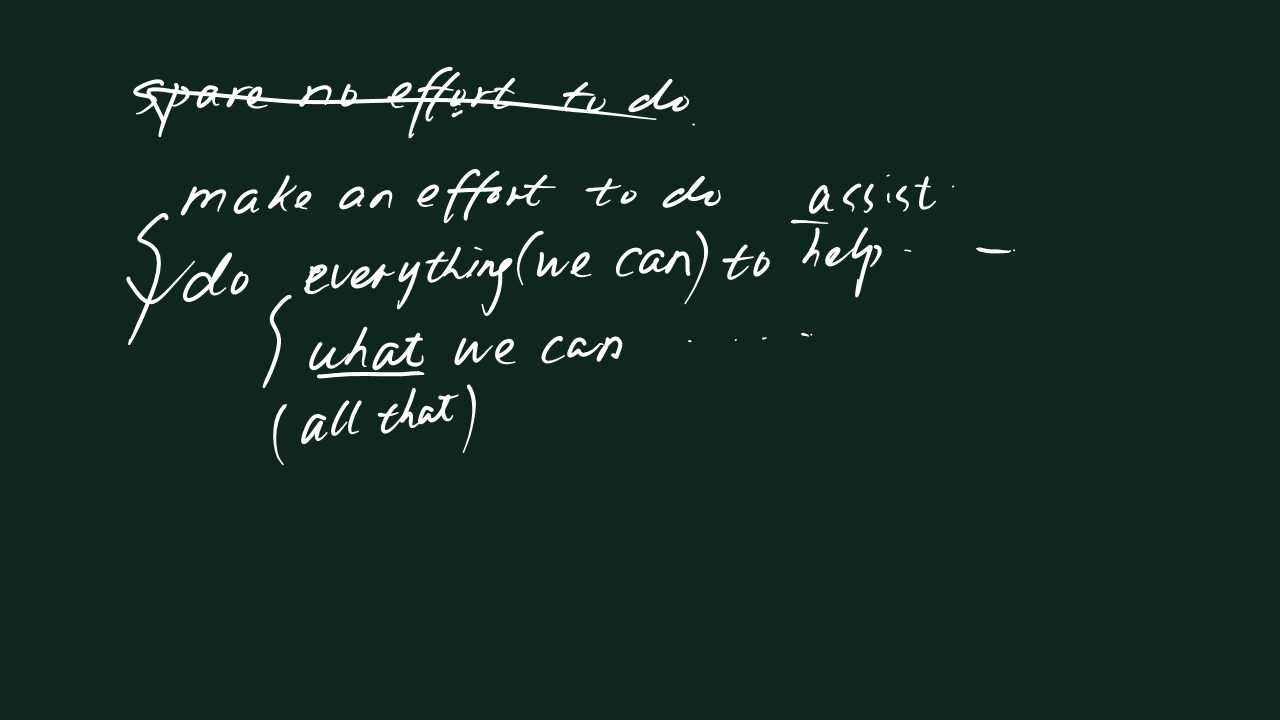 spare no effort to do.
make an effort to do assist.
do everything (we can) to help - —
what we can ....
(all that)